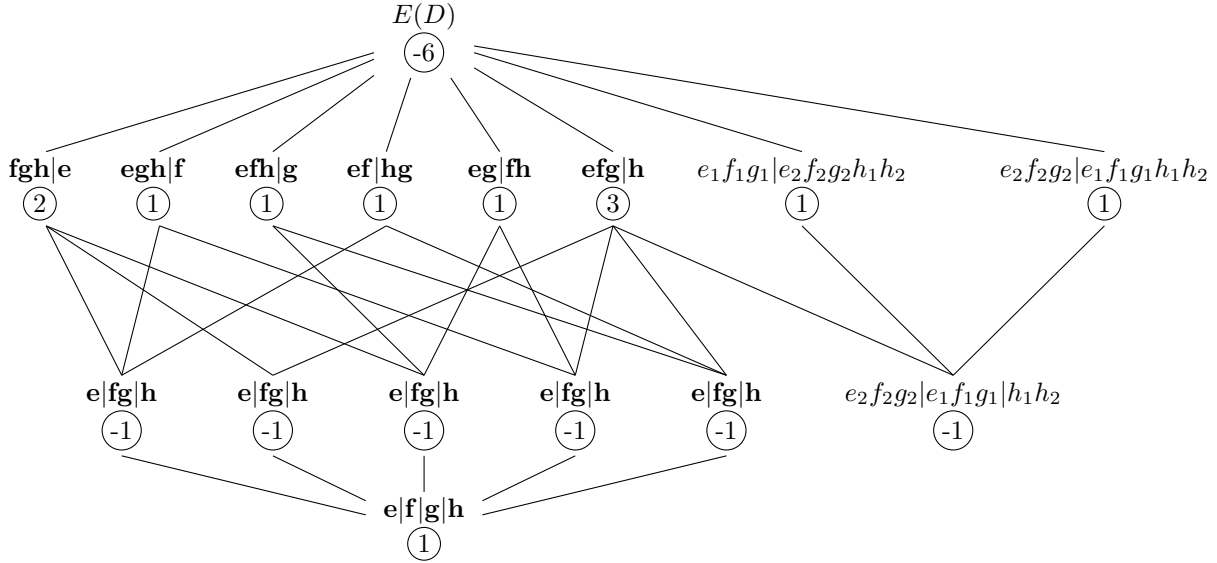 E(D)
-6
fgh|e egh|f efh|g ef|hg eg|fh efg|h e₁f₁g₁|e₂f₂g₂h₁h₂ e₂f₂g₂|e₁f₁g₁h₁h₂
2 1 1 1 1 3 1 1
e|fg|h e|fg|h e|fg|h e|fg|h e|fg|h e₂f₂g₂|e₁f₁g₁|h₁h₂
-1 -1 -1 -1 -1 -1
e|f|g|h
1